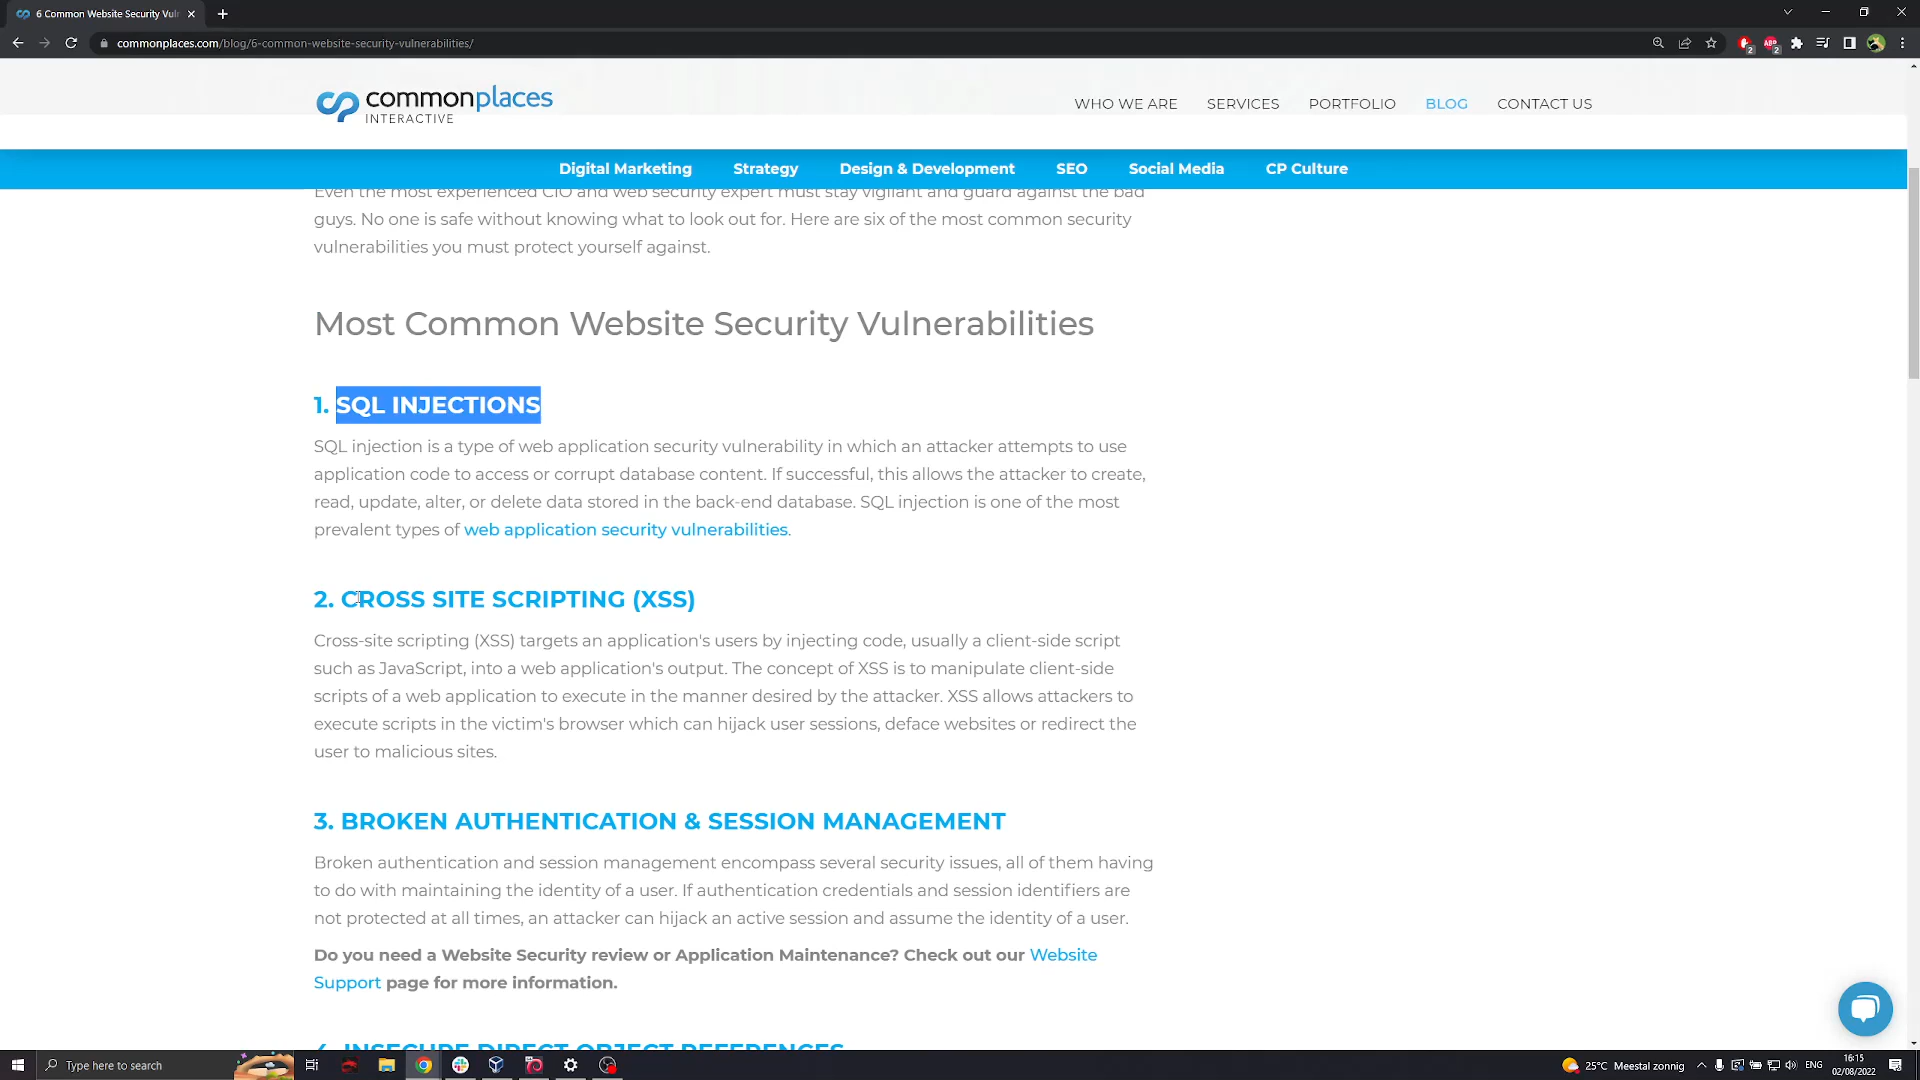 6 Common Website Security Vuln
commonplaces.com/blog/6-common-website-security-vulnerabilities/
2
ABP
2
commonplaces
INTERACTIVE
WHO WE ARE
SERVICES
PORTFOLIO
BLOG
CONTACT US
Digital Marketing
Strategy
Design & Development
SEO
Social Media
CP Culture
Even the most experienced CIO and web security expert must stay vigilant and guard against the bad
guys. No one is safe without knowing what to look out for. Here are six of the most common security
vulnerabilities you must protect yourself against.
Most Common Website Security Vulnerabilities
1. SQL INJECTIONS
SQL injection is a type of web application security vulnerability in which an attacker attempts to use
application code to access or corrupt database content. If successful, this allows the attacker to create,
read, update, alter, or delete data stored in the back-end database. SQL injection is one of the most
prevalent types of web application security vulnerabilities.
2. CROSS SITE SCRIPTING (XSS)
Cross-site scripting (XSS) targets an application's users by injecting code, usually a client-side script
such as JavaScript, into a web application's output. The concept of XSS is to manipulate client-side
scripts of a web application to execute in the manner desired by the attacker. XSS allows attackers to
execute scripts in the victim's browser which can hijack user sessions, deface websites or redirect the
user to malicious sites.
3. BROKEN AUTHENTICATION & SESSION MANAGEMENT
Broken authentication and session management encompass several security issues, all of them having
to do with maintaining the identity of a user. If authentication credentials and session identifiers are
not protected at all times, an attacker can hijack an active session and assume the identity of a user.
Do you need a Website Security review or Application Maintenance? Check out our Website
Support page for more information.
4. INSECURE DIRECT OBJECT REFERENCES
Type here to search
25°C Meestal zonnig
ENG
16:15
02/08/2022